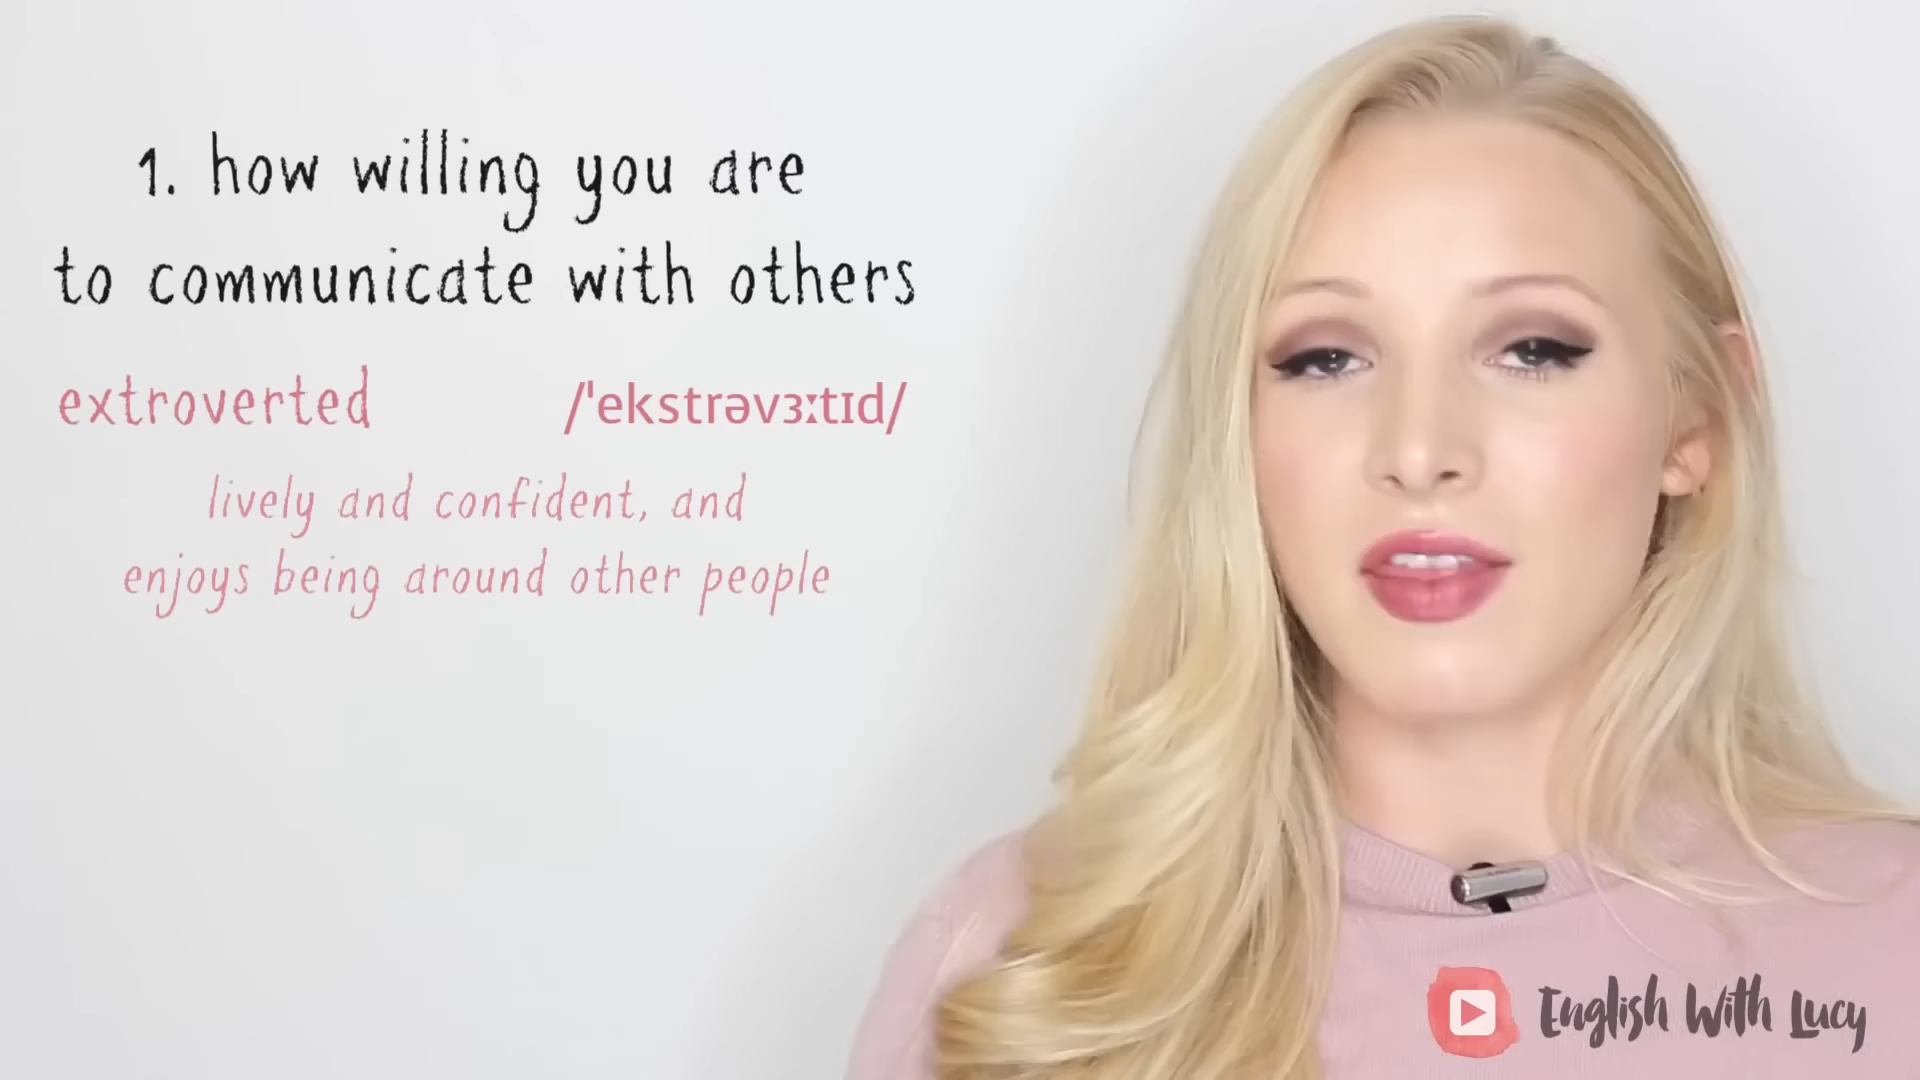 1. how willing you are
to communicate with others
extroverted /ˈekstrəvɜːtɪd/
lively and confident, and
enjoys being around other people
English With Lucy